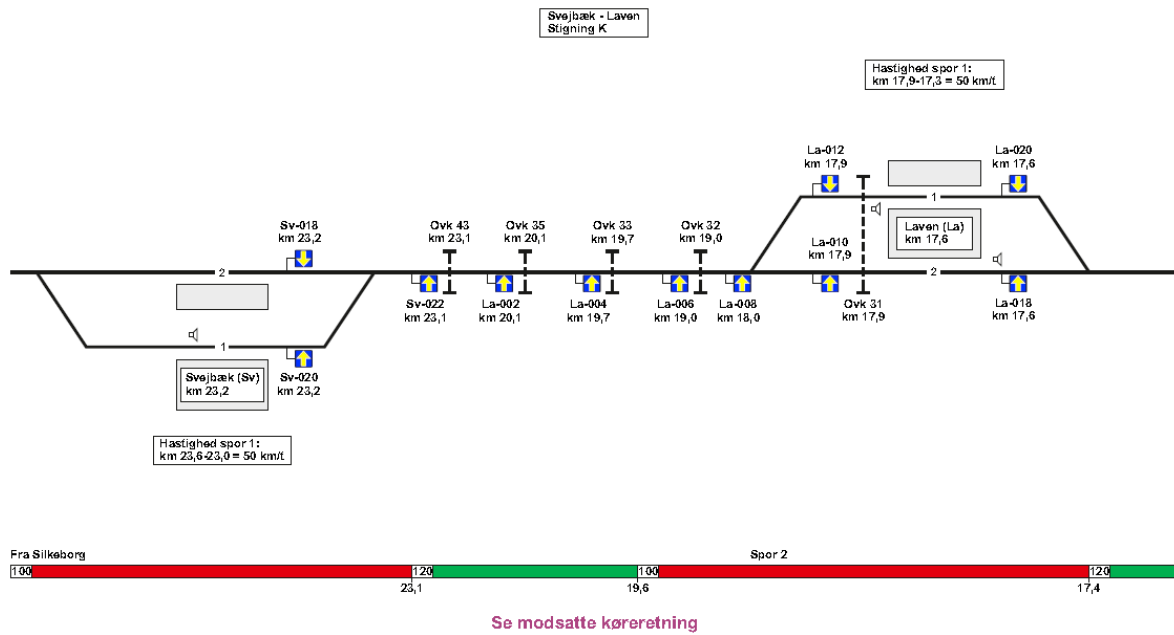 Svejbæk - Laven
Stigning K
Hastighed spor 1:
km 17,9-17,3 = 50 km/t
La-012
km 17,9
La-020
km 17,6
1
Laven (La)
km 17,6
Sv-018
km 23,2
Ovk 43
km 23,1
Ovk 35
km 20,1
Ovk 33
km 19,7
Ovk 32
km 19,0
La-010
km 17,9
2
2
Sv-022
km 23,1
La-002
km 20,1
La-004
km 19,7
La-006
km 19,0
La-008
km 18,0
Ovk 31
km 17,9
La-018
km 17,6
1
Svejbæk (Sv)
km 23,2
Sv-020
km 23,2
Hastighed spor 1:
km 23,6-23,0 = 50 km/t
Fra Silkeborg
Spor 2
100
120
100
120
23,1
19,6
17,4
Se modsatte køreretning